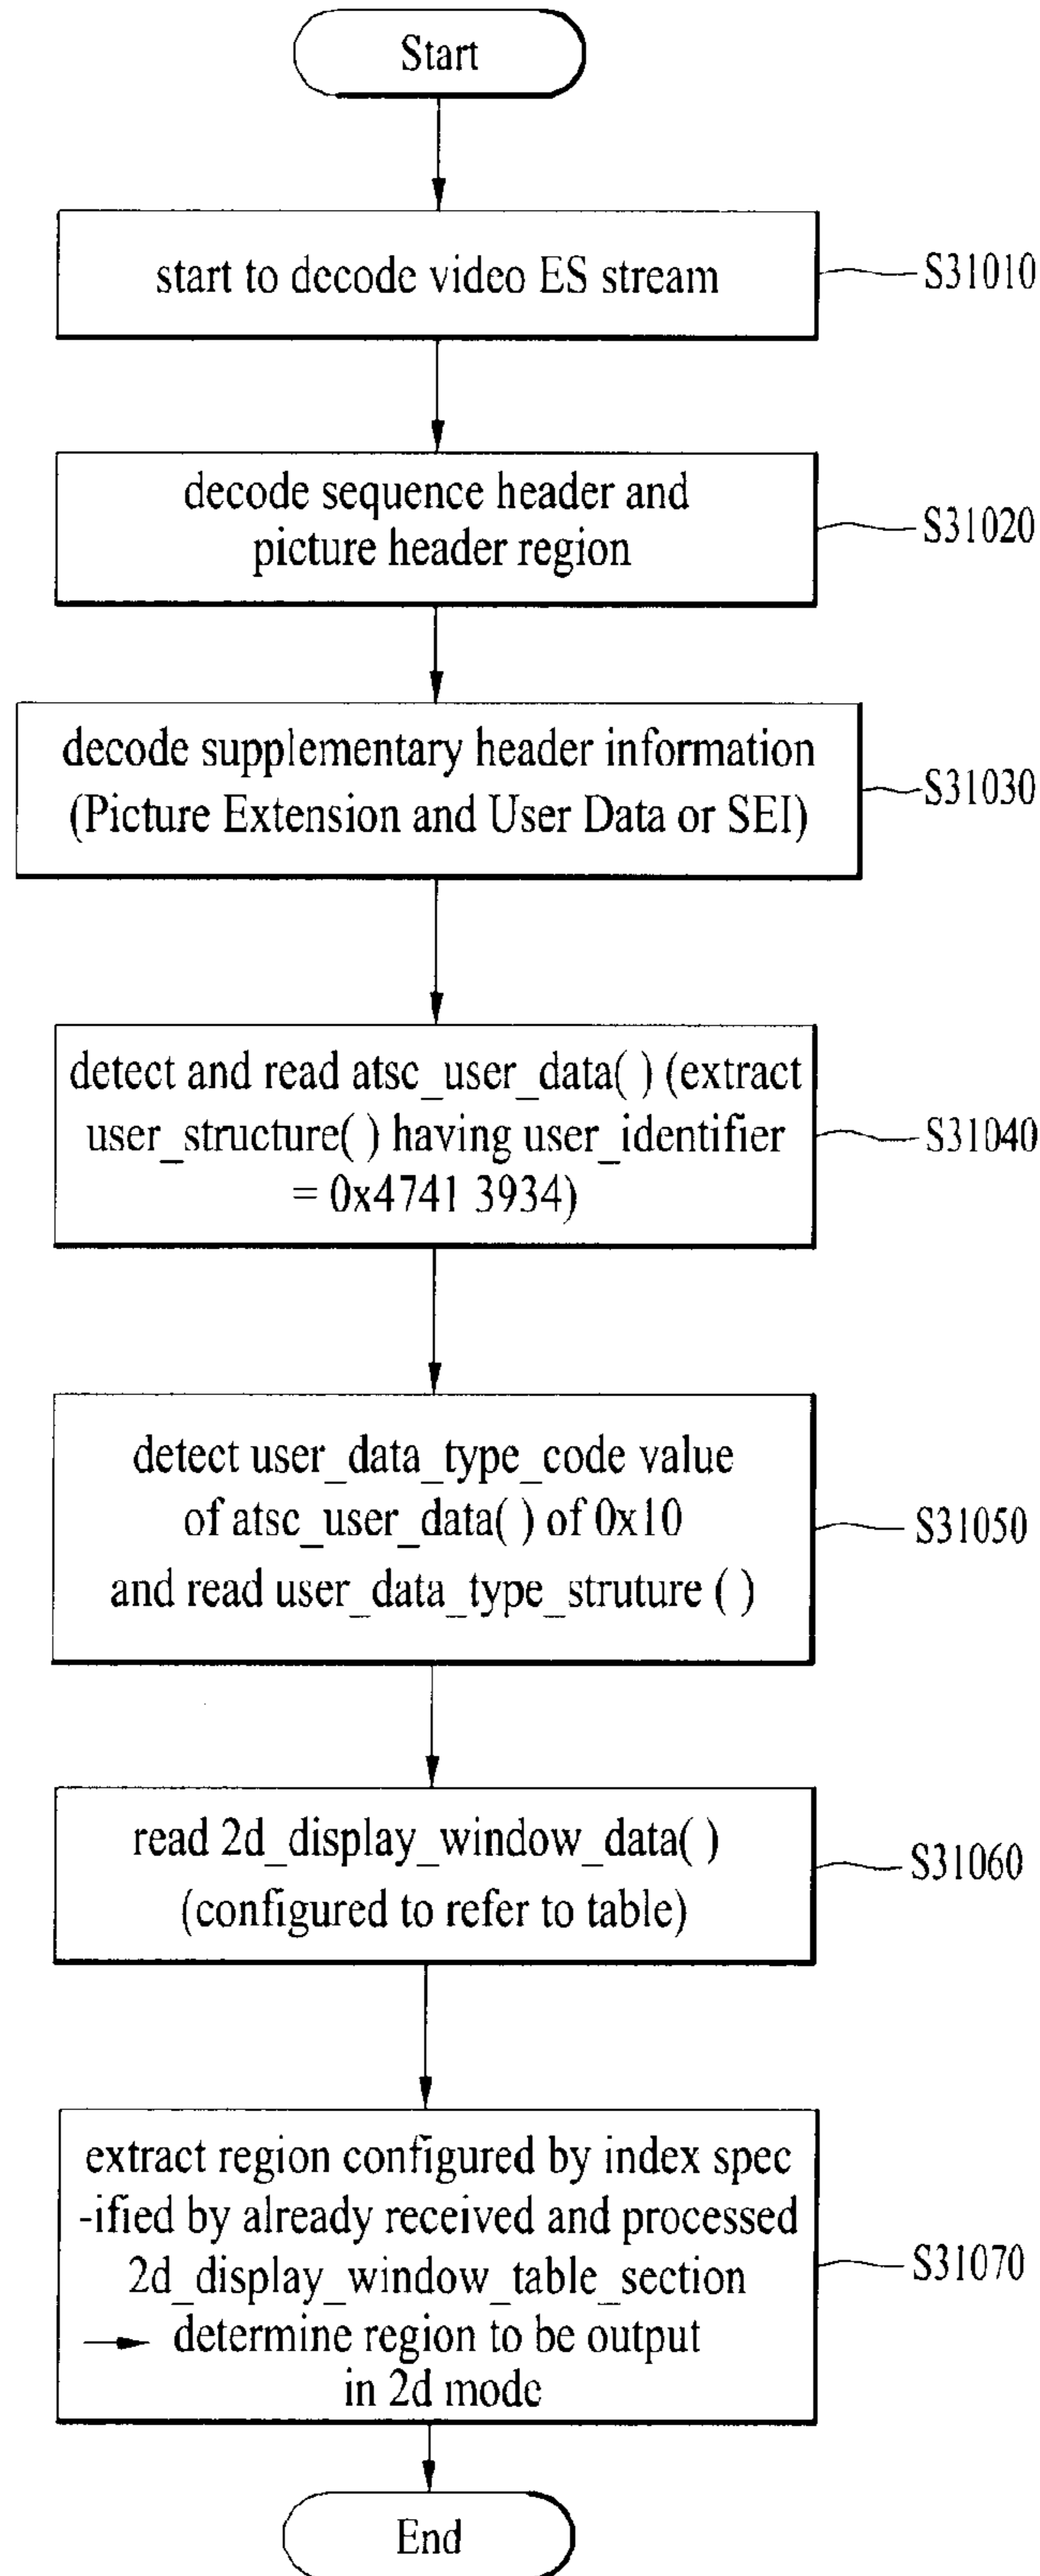 Start
start to decode video ES stream
S31010
decode sequence header and
picture header region
S31020
decode supplementary header information
(Picture Extension and User Data or SEI)
S31030
detect and read atsc_user_data( ) (extract
user_structure( ) having user_identifier
= 0x4741 3934)
S31040
detect user_data_type_code value
of atsc_user_data( ) of 0x10
and read user_data_type_struture ( )
S31050
read 2d_display_window_data( )
(configured to refer to table)
S31060
extract region configured by index spec
-ified by already received and processed
2d_display_window_table_section
→ determine region to be output
in 2d mode
S31070
End